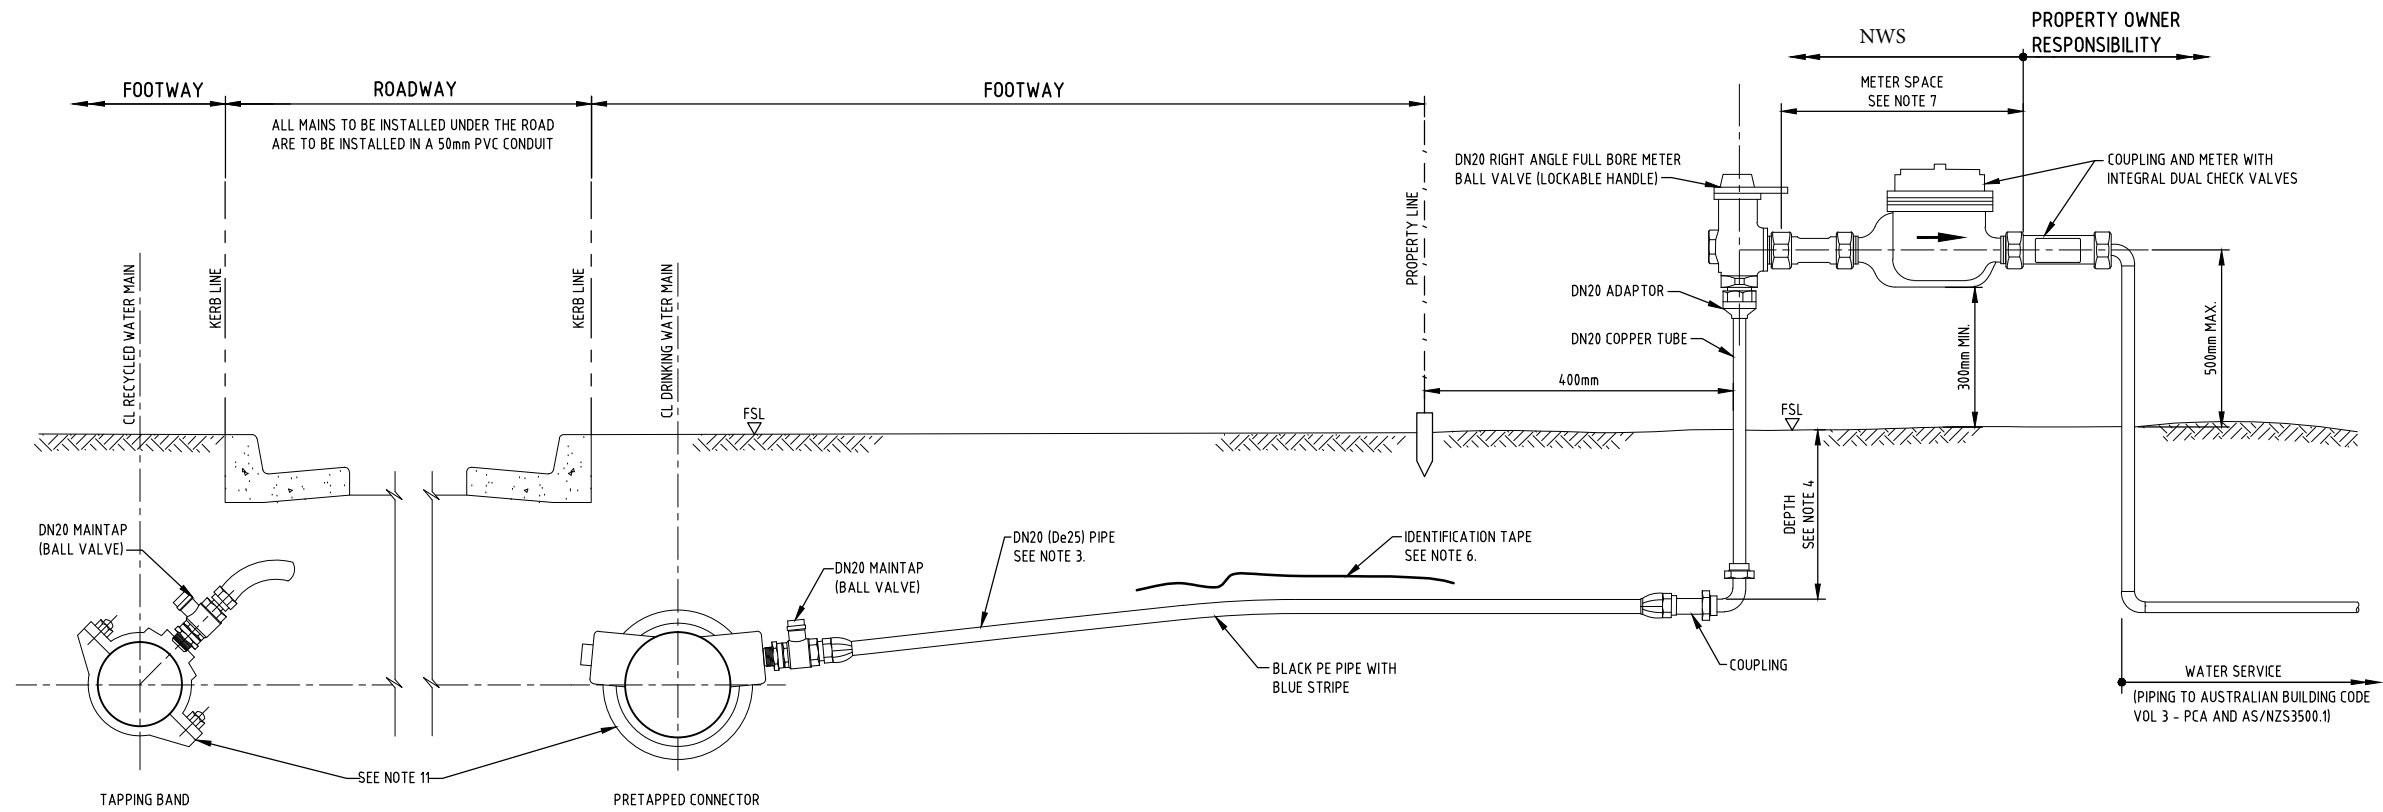 PROPERTY OWNER
RESPONSIBILITY
NWS
FOOTWAY
ROADWAY
FOOTWAY
METER SPACE
SEE NOTE 7
ALL MAINS TO BE INSTALLED UNDER THE ROAD
ARE TO BE INSTALLED IN A 50mm PVC CONDUIT
DN20 RIGHT ANGLE FULL BORE METER
BALL VALVE (LOCKABLE HANDLE)
COUPLING AND METER WITH
INTEGRAL DUAL CHECK VALVES
CL RECYCLED WATER MAIN
KERB LINE
KERB LINE
CL DRINKING WATER MAIN
PROPERTY LINE
DN20 ADAPTOR
DN20 COPPER TUBE
300mm MIN.
500mm MAX.
400mm
FSL
FSL
DEPTH
SEE NOTE 4
DN20 MAINTAP
(BALL VALVE)
DN20 MAINTAP
(BALL VALVE)
DN20 (De25) PIPE
SEE NOTE 3.
IDENTIFICATION TAPE
SEE NOTE 6.
BLACK PE PIPE WITH
BLUE STRIPE
COUPLING
WATER SERVICE
(PIPING TO AUSTRALIAN BUILDING CODE
VOL 3 - PCA AND AS/NZS3500.1)
SEE NOTE 11
TAPPING BAND
PRETAPPED CONNECTOR